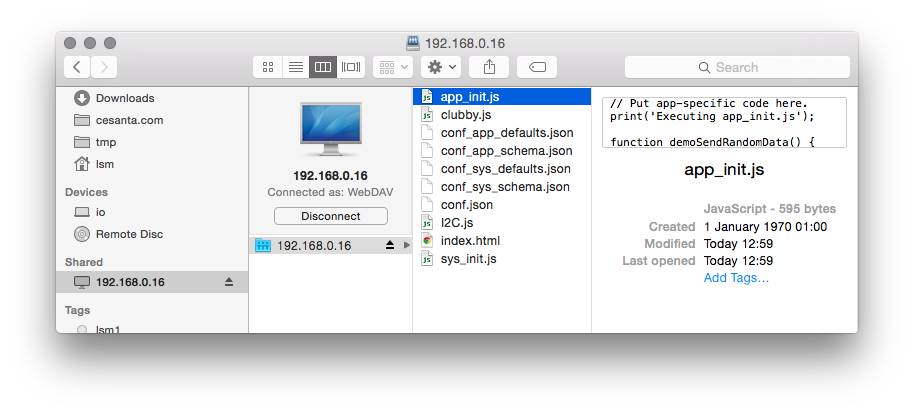 192.168.0.16
Search
Downloads
cesanta.com
tmp
lsm
Devices
io
Remote Disc
Shared
192.168.0.16
Tags
lsm1
192.168.0.16
Connected as: WebDAV
Disconnect
192.168.0.16
app_init.js
clubby.js
conf_app_defaults.json
conf_app_schema.json
conf_sys_defaults.json
conf_sys_schema.json
conf.json
I2C.js
index.html
sys_init.js
// Put app-specific code here.
print('Executing app_init.js');
function demoSendRandomData() {
app_init.js
JavaScript - 595 bytes
Created 1 January 1970 01:00
Modified Today 12:59
Last opened Today 12:59
Add Tags…